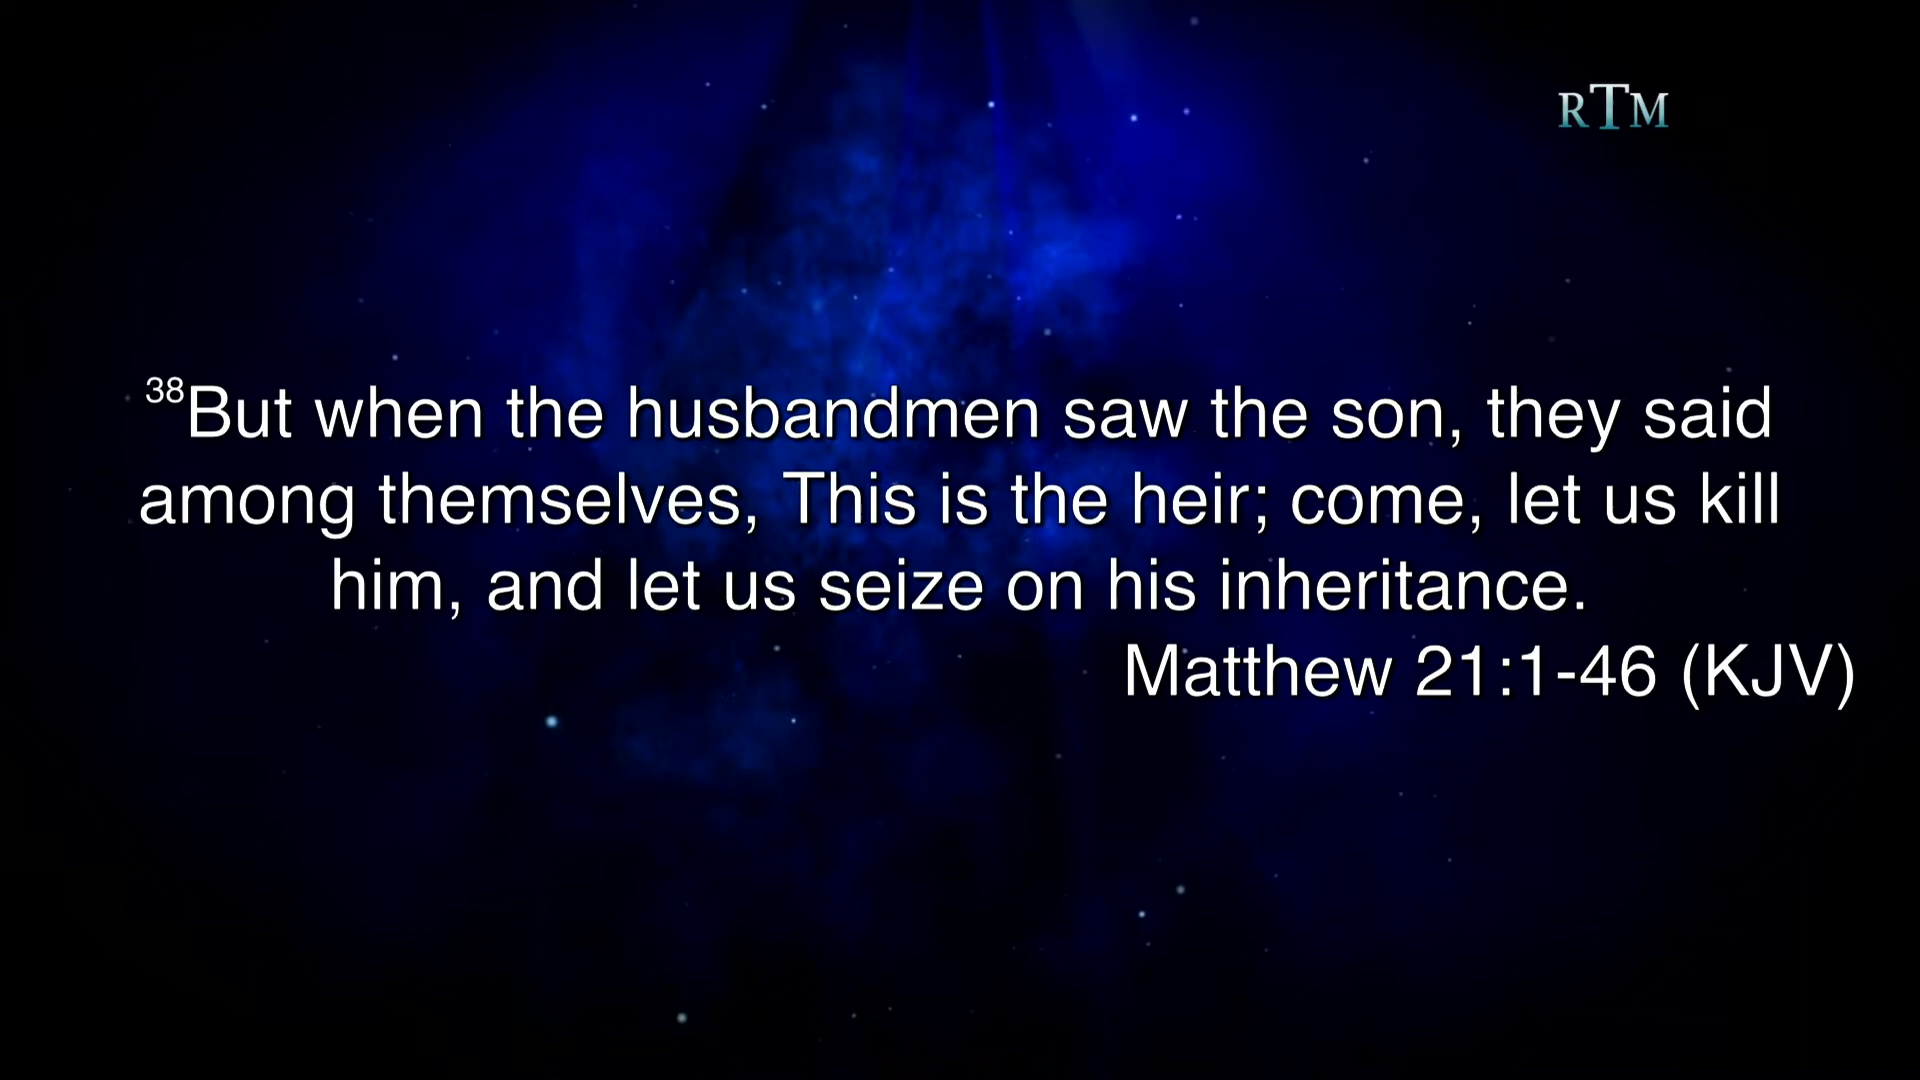 RTM
38But when the husbandmen saw the son, they said
among themselves, This is the heir; come, let us kill
him, and let us seize on his inheritance.
Matthew 21:1-46 (KJV)